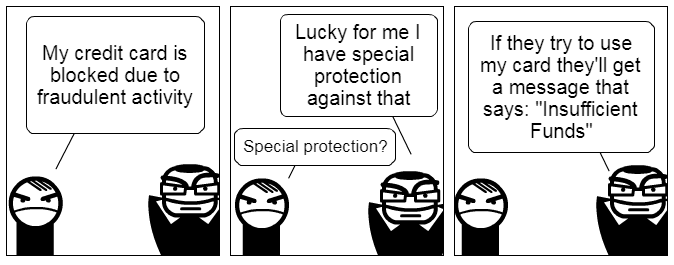 My credit card is
blocked due to
fraudulent activity
Lucky for me I
have special
protection
against that
Special protection?
If they try to use
my card they'll get
a message that
says: "Insufficient
Funds"